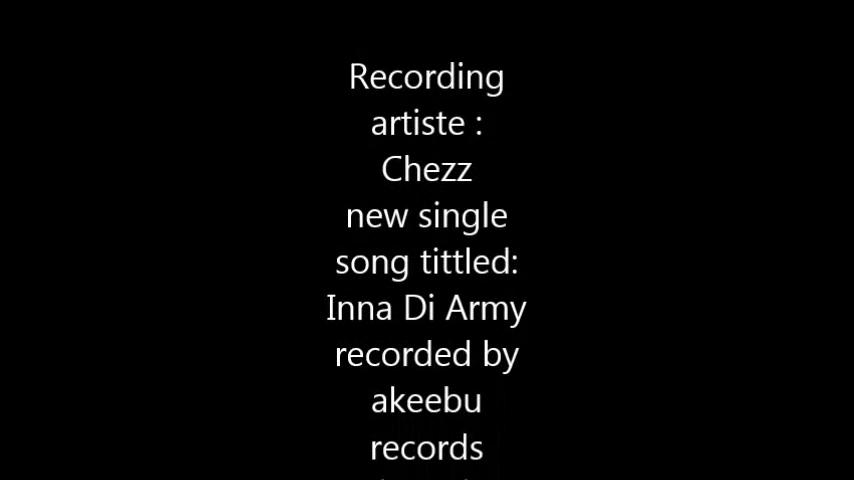 Recording
artiste :
Chezz
new single
song tittled:
Inna Di Army
recorded by
akeebu
records